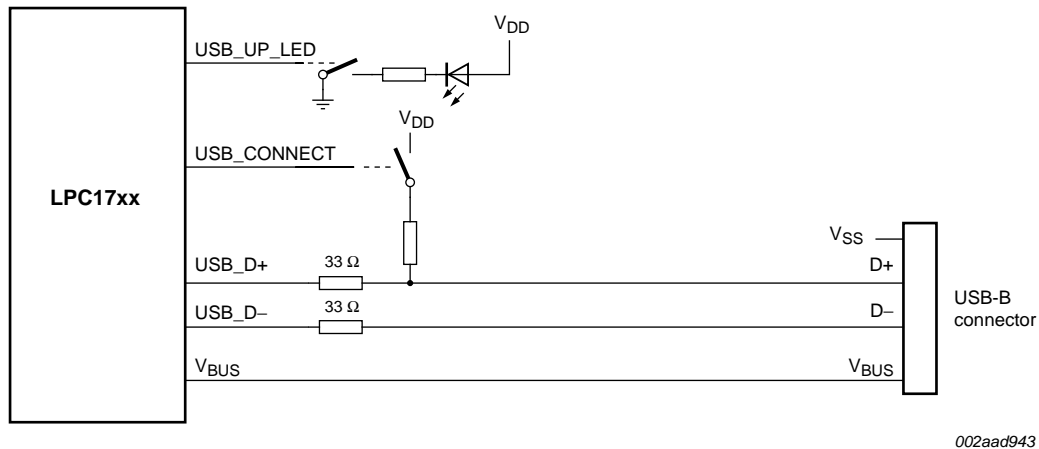 V_DD
USB_UP_LED
V_DD
USB_CONNECT
LPC17xx
V_SS
USB_D+ 33 Ω D+
USB-B
connector
USB_D− 33 Ω D−
V_BUS V_BUS
002aad943